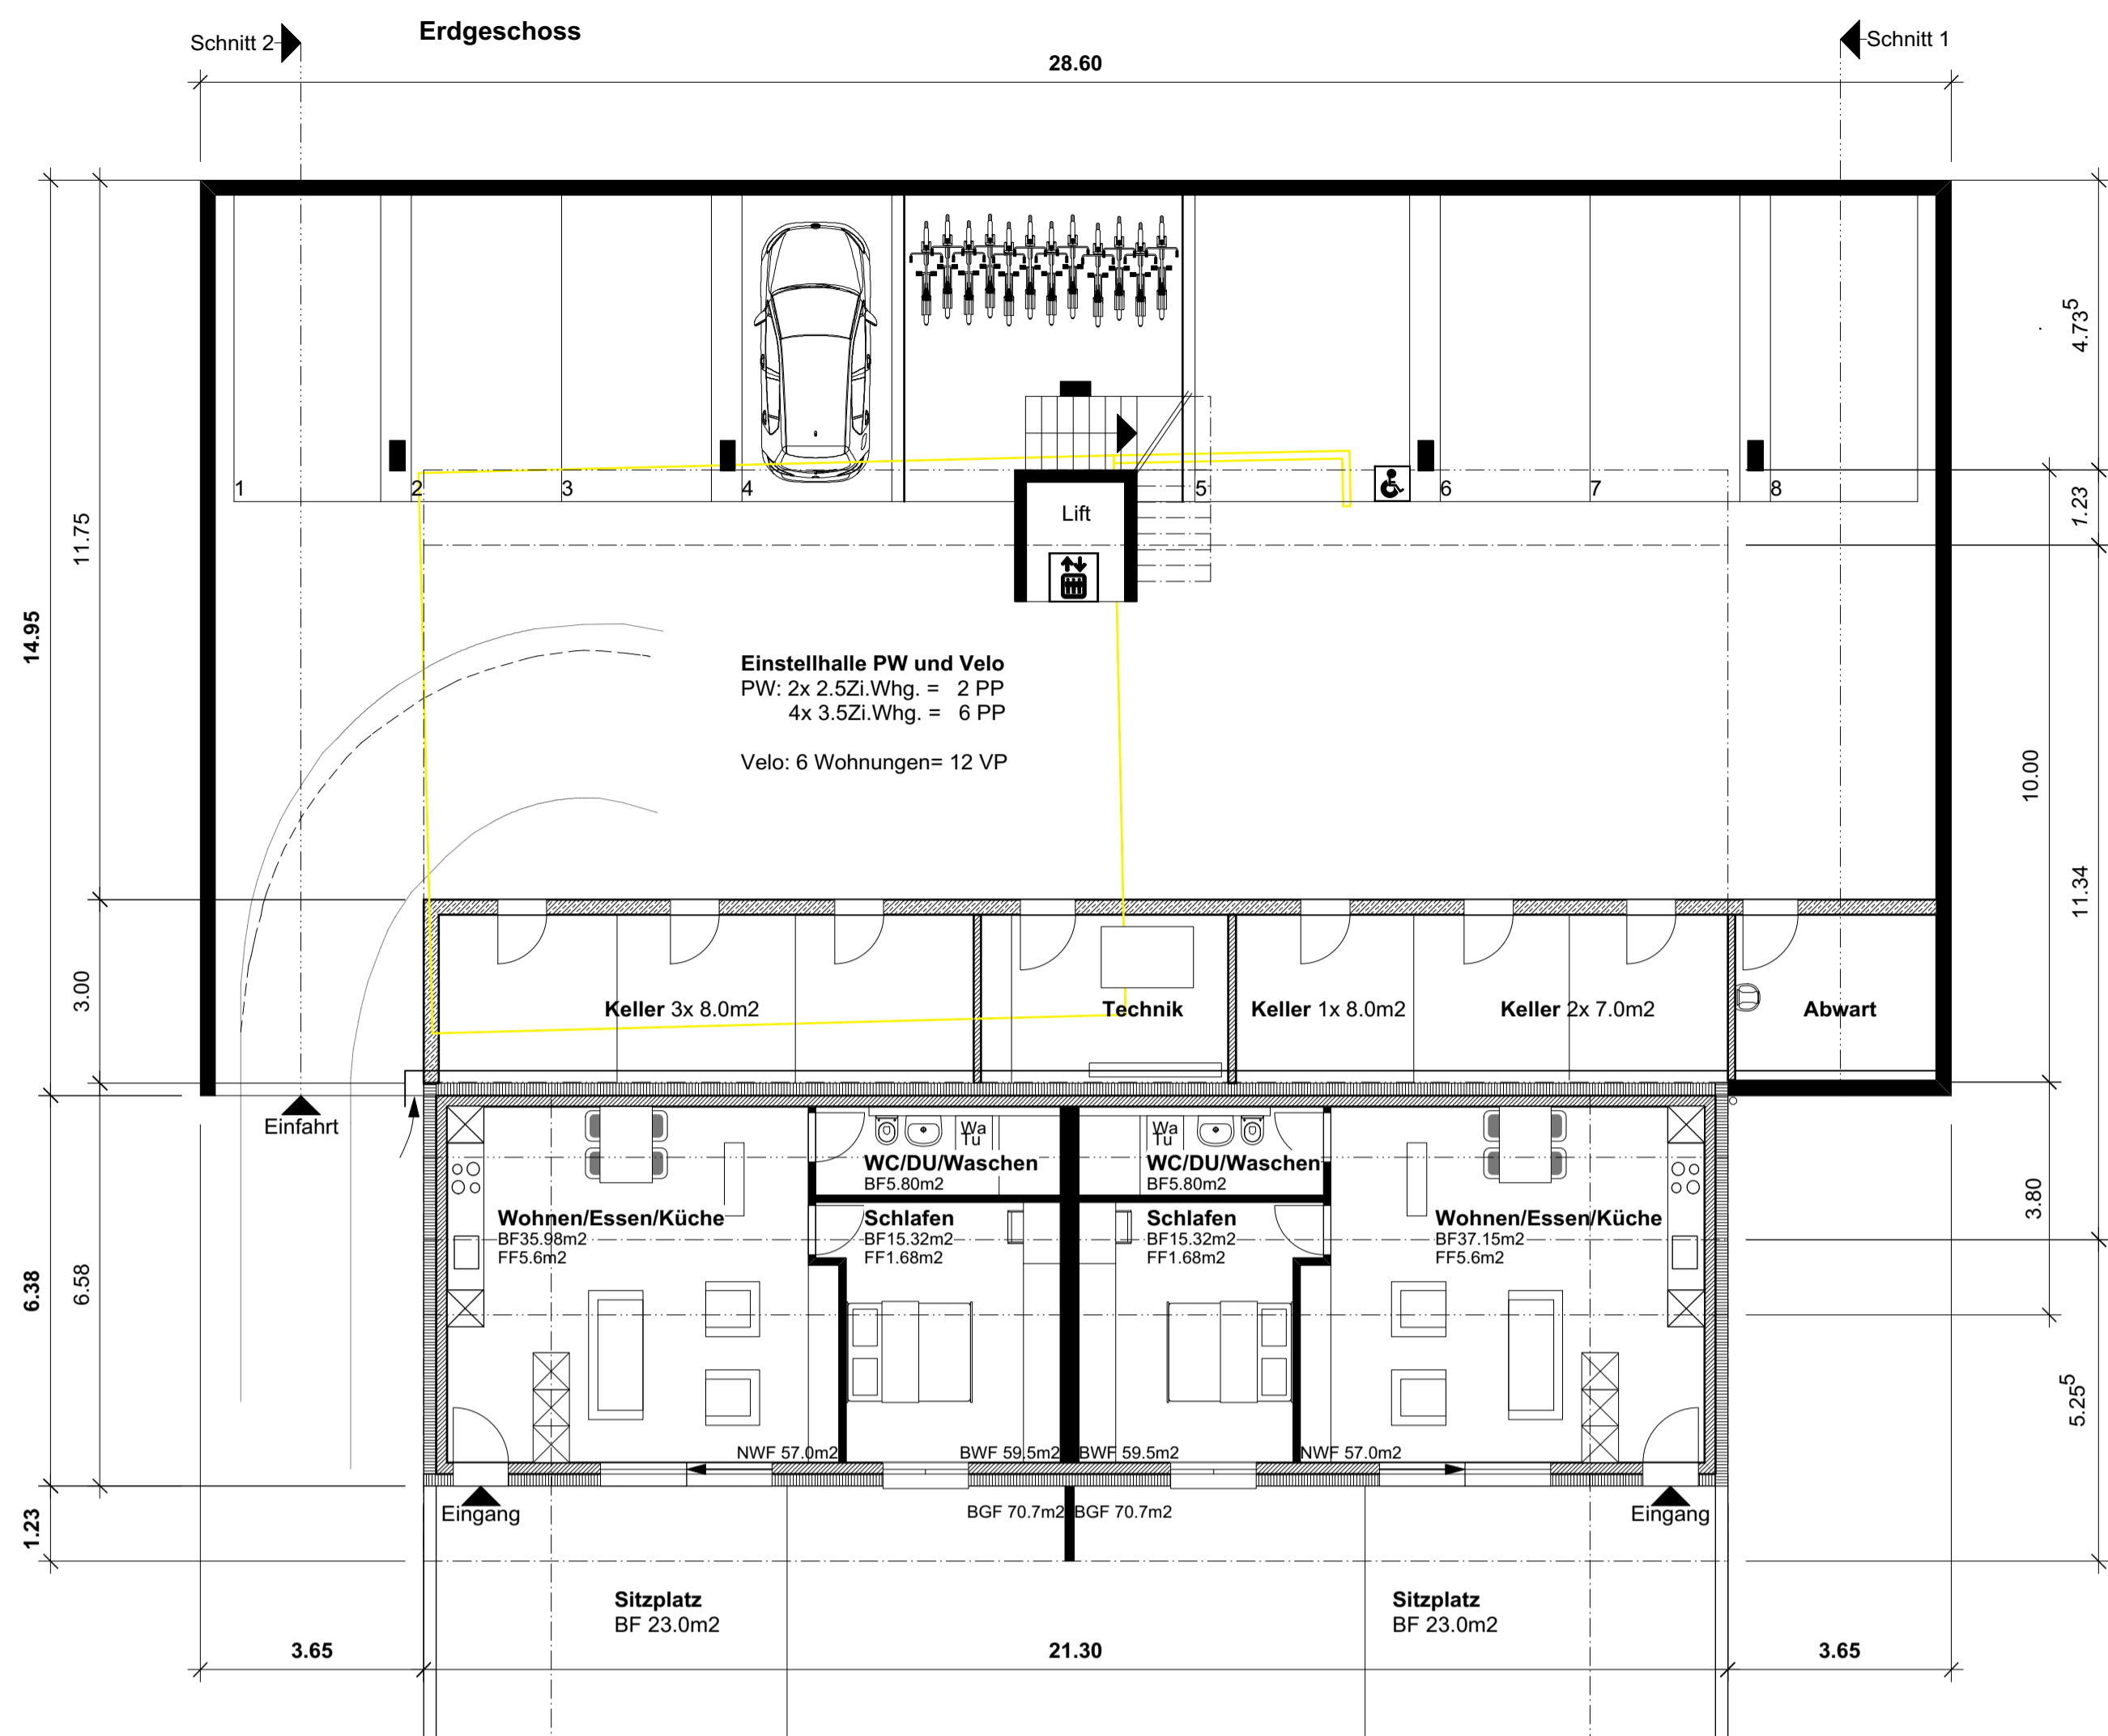 Erdgeschoss
Schnitt 2
Schnitt 1
28.60
4.73⁵
1.23
11.75
14.95
10.00
11.34
3.00
1
2
3
4
5
6
7
8
Lift
Einstellhalle PW und Velo
PW: 2x 2.5Zi.Whg. = 2 PP
4x 3.5Zi.Whg. = 6 PP
Velo: 6 Wohnungen= 12 VP
Keller 3x 8.0m2
Technik
Keller 1x 8.0m2
Keller 2x 7.0m2
Abwart
Einfahrt
Wa
Tu
Wa
Tu
WC/DU/Waschen
BF5.80m2
WC/DU/Waschen
BF5.80m2
Wohnen/Essen/Küche
BF35.98m2
FF5.6m2
Schlafen
BF15.32m2
FF1.68m2
Schlafen
BF15.32m2
FF1.68m2
Wohnen/Essen/Küche
BF37.15m2
FF5.6m2
3.80
6.38
6.58
5.25⁵
NWF 57.0m2
BWF 59.5m2
BWF 59.5m2
NWF 57.0m2
Eingang
BGF 70.7m2
BGF 70.7m2
Eingang
1.23
Sitzplatz
BF 23.0m2
Sitzplatz
BF 23.0m2
3.65
21.30
3.65